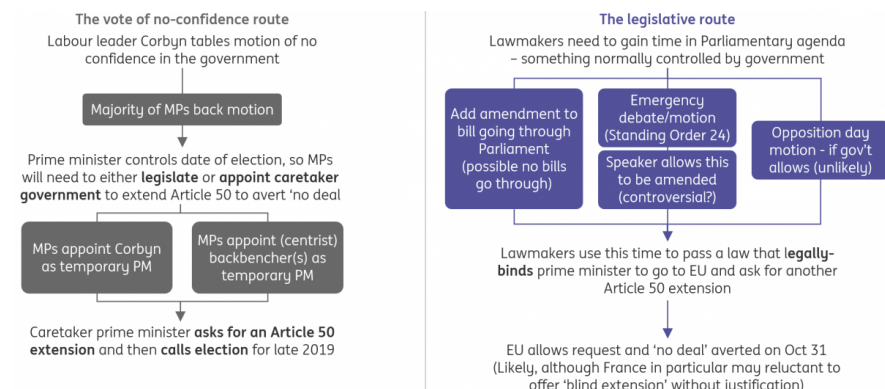 The vote of no-confidence route
Labour leader Corbyn tables motion of no
confidence in the government
Majority of MPs back motion
Prime minister controls date of election, so MPs
will need to either legislate or appoint caretaker
government to extend Article 50 to avert ‘no deal
MPs appoint Corbyn
as temporary PM
MPs appoint (centrist)
backbencher(s) as
temporary PM
Caretaker prime minister asks for an Article 50
extension and then calls election for late 2019
The legislative route
Lawmakers need to gain time in Parliamentary agenda
– something normally controlled by government
Add amendment to
bill going through
Parliament
(possible no bills
go through)
Emergency
debate/motion
(Standing Order 24)
Speaker allows this
to be amended
(controversial?)
Opposition day
motion - if gov't
allows (unlikely)
Lawmakers use this time to pass a law that legally-
binds prime minister to go to EU and ask for another
Article 50 extension
EU allows request and ‘no deal’ averted on Oct 31
(Likely, although France in particular may reluctant to
offer ‘blind extension’ without justification)